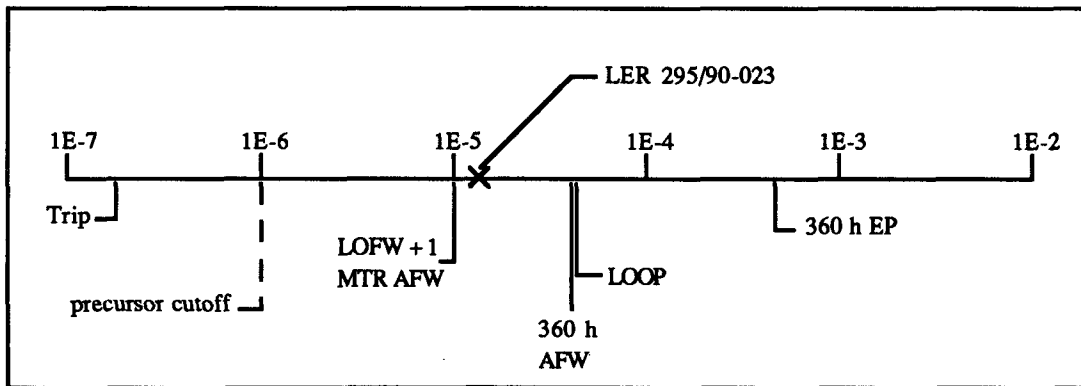 LER 295/90-023
1E-7 1E-6 1E-5 1E-4 1E-3 1E-2
Trip
360 h EP
LOFW + 1
MTR AFW
LOOP
precursor cutoff
360 h
AFW